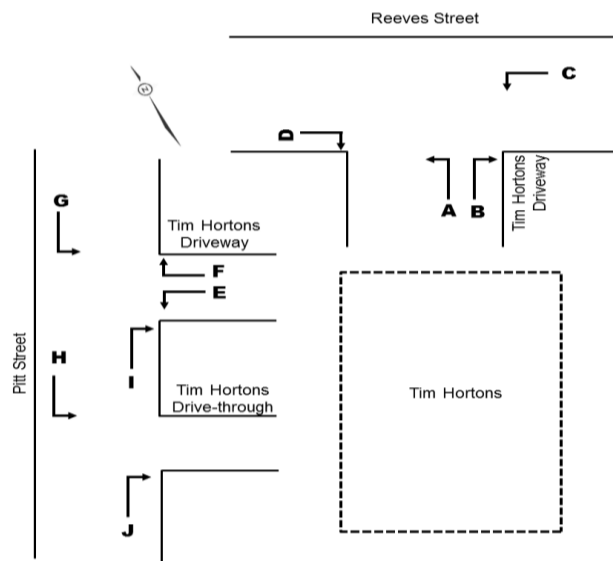 Reeves Street
C
D
G
A
B
Tim Hortons
Driveway
Tim Hortons
Driveway
F
E
H
Pitt Street
I
Tim Hortons
Drive-through
Tim Hortons
J